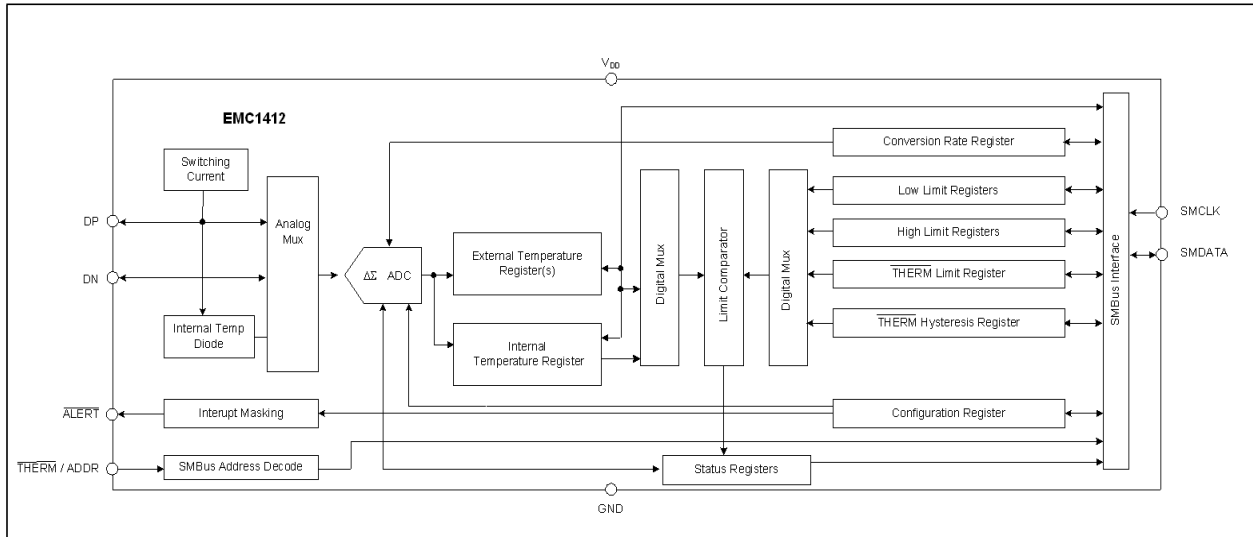 V_DD
EMC1412
Switching
Current
Conversion Rate Register
Low Limit Registers
DP
Analog
Mux
SMCLK
High Limit Registers
External Temperature
Register(s)
SMDATA
DN
ΔΣ ADC
Digital Mux
Limit Comparator
Digital Mux
THERM Limit Register
SMBus Interface
Internal Temp
Diode
THERM Hysteresis Register
Internal
Temperature Register
ALERT
Interupt Masking
Configuration Register
THERM / ADDR
SMBus Address Decode
Status Registers
GND